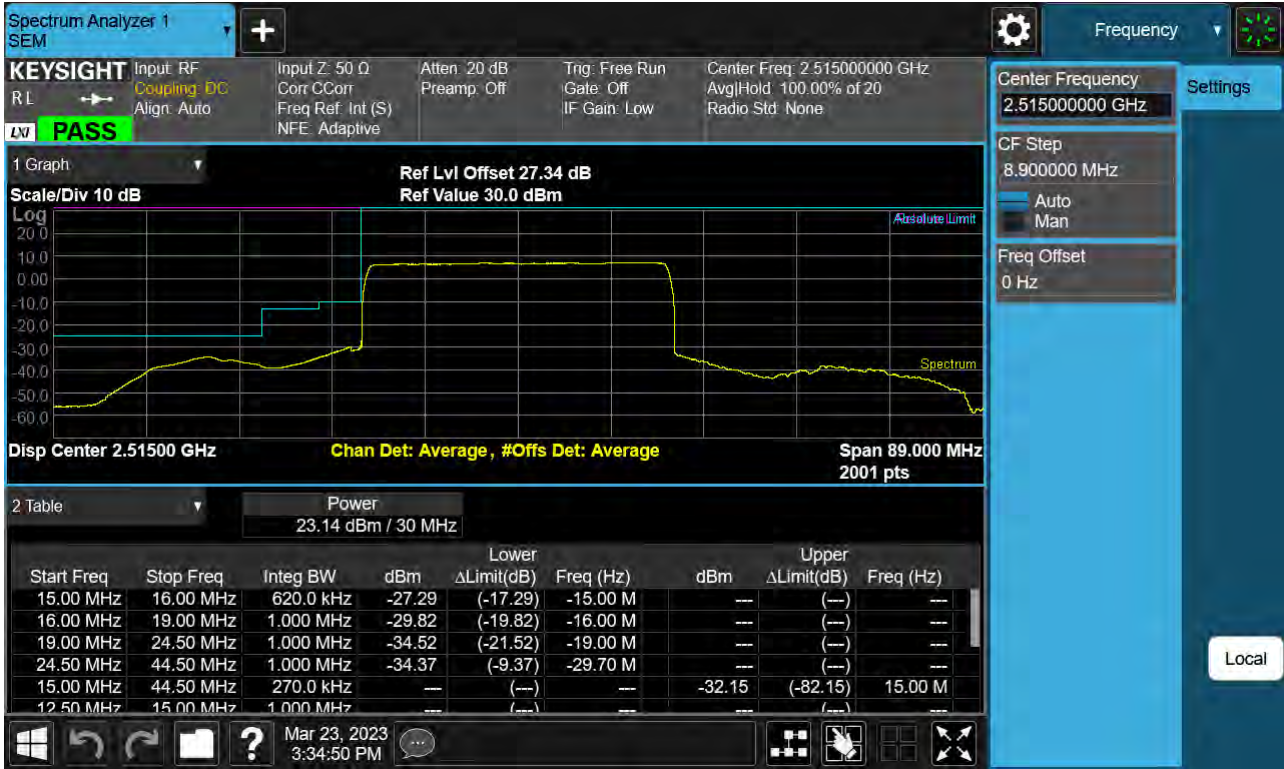 Spectrum Analyzer 1
SEM
Frequency
KEYSIGHT
RL
LXI
PASS
Input: RF
Coupling: DC
Align: Auto
Input Z: 50 Ω
Corr CCorr
Freq Ref: Int (S)
NFE: Adaptive
Atten: 20 dB
Preamp: Off
Trig: Free Run
Gate: Off
IF Gain: Low
Center Freq: 2.515000000 GHz
Avg|Hold: 100.00% of 20
Radio Std: None
Center Frequency
2.515000000 GHz
Settings
CF Step
8.900000 MHz
Auto
Man
Freq Offset
0 Hz
Local
1 Graph
Scale/Div 10 dB
Ref Lvl Offset 27.34 dB
Ref Value 30.0 dBm
Log
20.0
10.0
0.00
-10.0
-20.0
-30.0
-40.0
-50.0
-60.0
Absolute Limit
Spectrum
Disp Center 2.51500 GHz
Chan Det: Average , #Offs Det: Average
Span 89.000 MHz
2001 pts
2 Table
Power
23.14 dBm / 30 MHz
Lower Upper
Start Freq Stop Freq Integ BW dBm ΔLimit(dB) Freq (Hz) dBm ΔLimit(dB) Freq (Hz)
15.00 MHz 16.00 MHz 620.0 kHz -27.29 (-17.29) -15.00 M --- (---) ---
16.00 MHz 19.00 MHz 1.000 MHz -29.82 (-19.82) -16.00 M --- (---) ---
19.00 MHz 24.50 MHz 1.000 MHz -34.52 (-21.52) -19.00 M --- (---) ---
24.50 MHz 44.50 MHz 1.000 MHz -34.37 (-9.37) -29.70 M --- (---) ---
15.00 MHz 44.50 MHz 270.0 kHz --- (---) --- -32.15 (-82.15) 15.00 M
12.50 MHz 15.00 MHz 1.000 MHz --- (---) --- --- (---) ---
?
Mar 23, 2023
3:34:50 PM